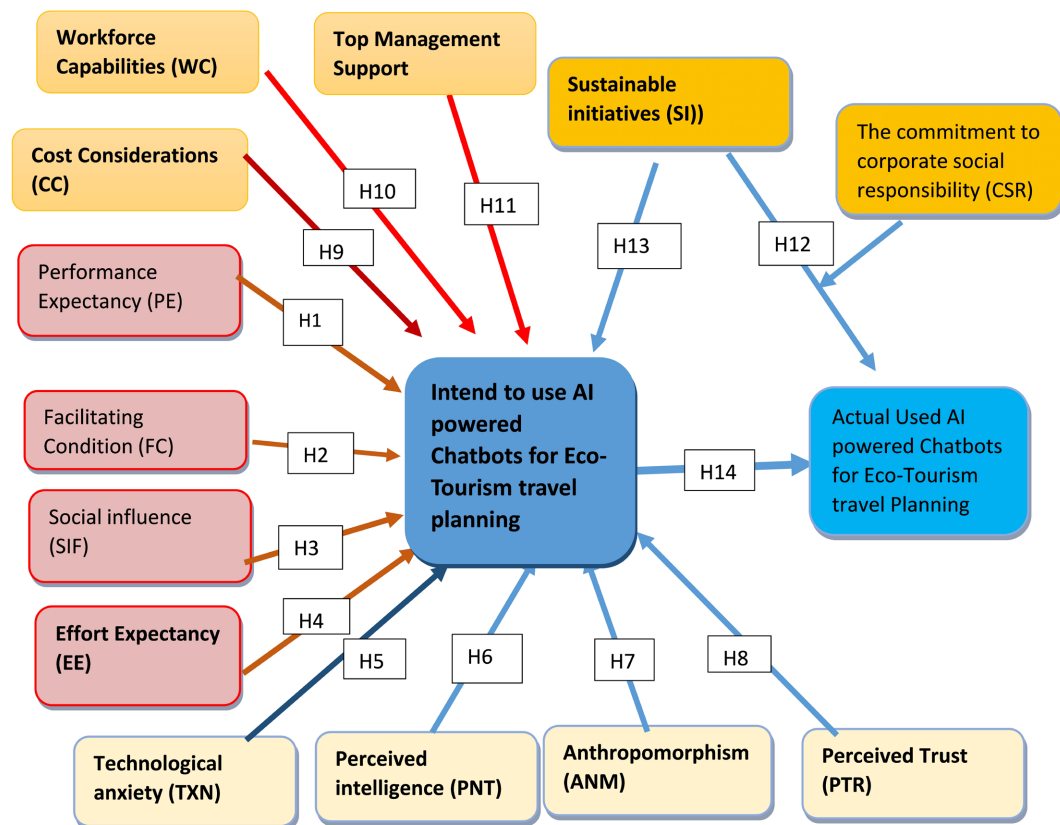 Workforce
Capabilities (WC)
Top Management
Support
Sustainable
initiatives (SI))
The commitment to
corporate social
responsibility (CSR)
Cost Considerations
(CC)
H10
H11
H13
H12
H9
Performance
Expectancy (PE)
H1
Intend to use AI
powered
Chatbots for Eco-
Tourism travel
planning
Actual Used AI
powered Chatbots
for Eco-Tourism
travel Planning
Facilitating
Condition (FC)
H2
H14
Social influence
(SIF)
H3
Effort Expectancy
(EE)
H4
H5
H6
H7
H8
Technological
anxiety (TXN)
Perceived
intelligence (PNT)
Anthropomorphism
(ANM)
Perceived Trust
(PTR)